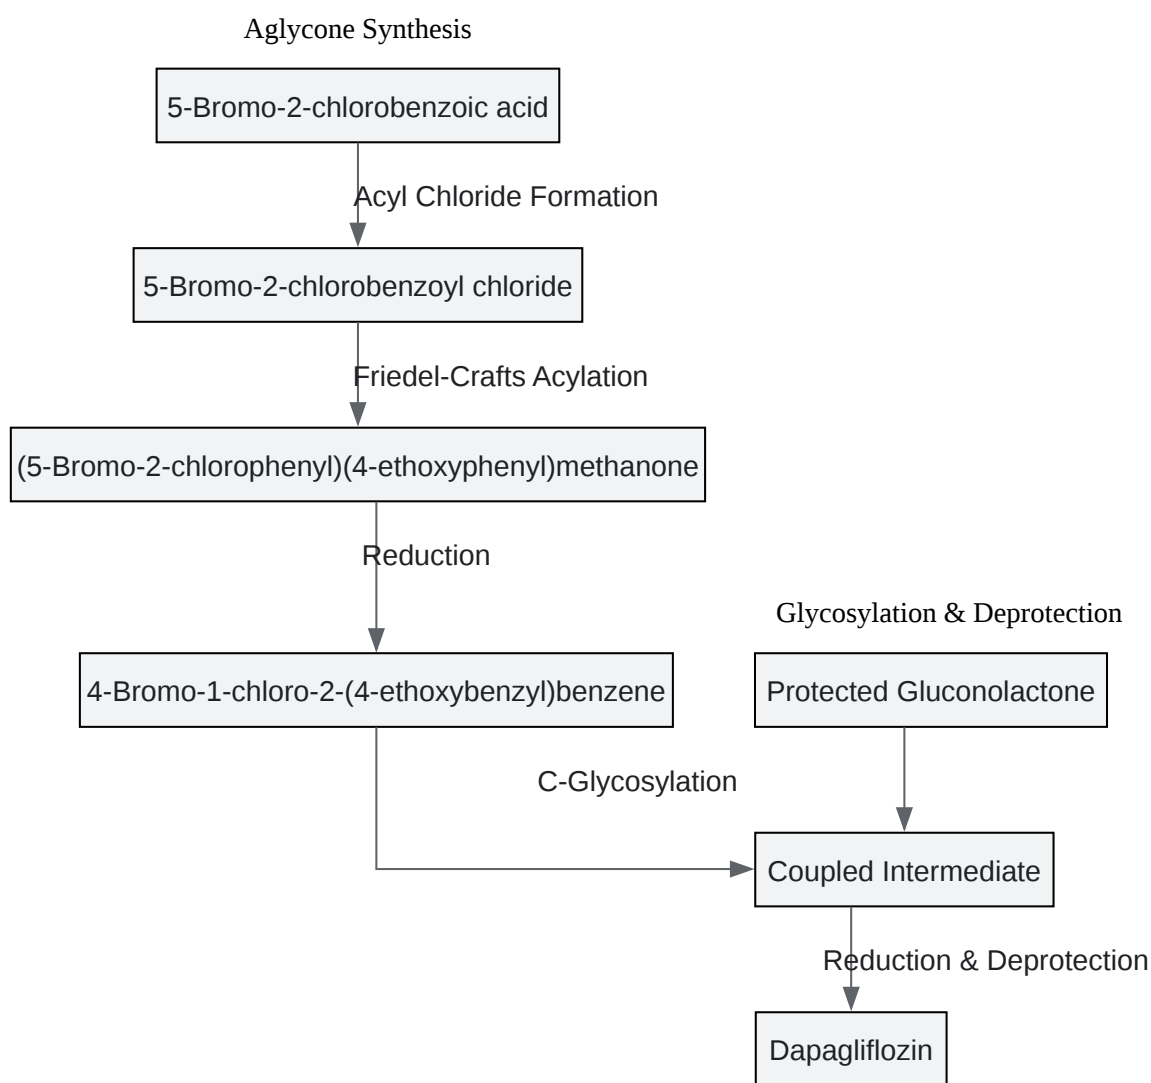 Aglycone Synthesis
5-Bromo-2-chlorobenzoic acid
Acyl Chloride Formation
5-Bromo-2-chlorobenzoyl chloride
Friedel-Crafts Acylation
(5-Bromo-2-chlorophenyl)(4-ethoxyphenyl)methanone
Reduction
Glycosylation & Deprotection
4-Bromo-1-chloro-2-(4-ethoxybenzyl)benzene
Protected Gluconolactone
C-Glycosylation
Coupled Intermediate
Reduction & Deprotection
Dapagliflozin